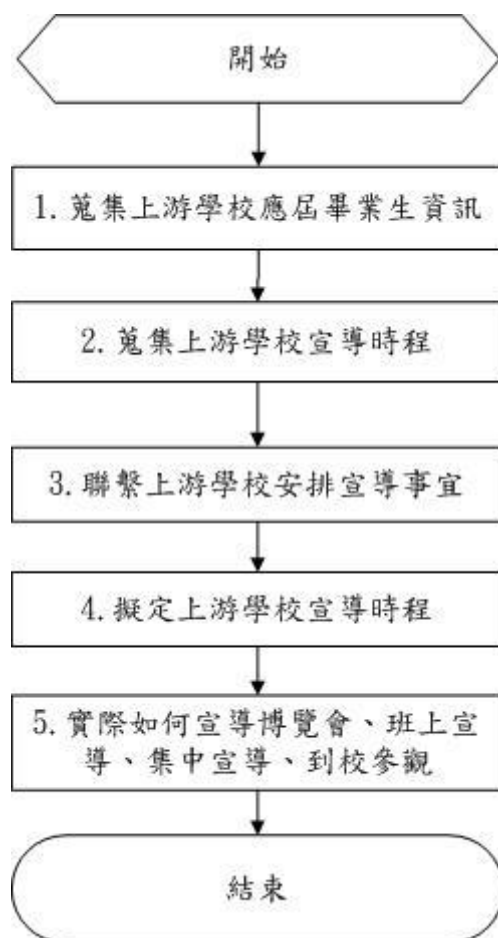 開始
1. 蒐集上游學校應屆畢業生資訊
2. 蒐集上游學校宣導時程
3. 聯繫上游學校安排宣導事宜
4. 擬定上游學校宣導時程
5. 實際如何宣導博覽會、班上宣
導、集中宣導、到校參觀
結束